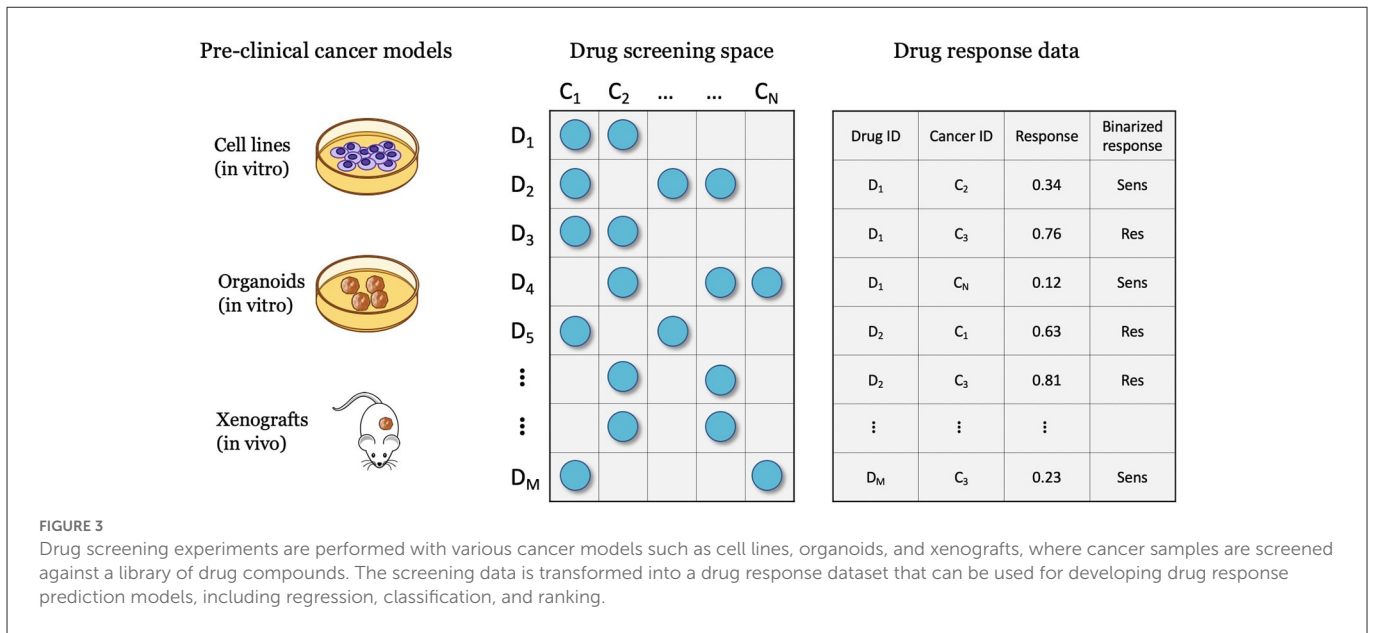 Pre-clinical cancer models
Drug screening space
Drug response data
Cell lines
(in vitro)
Organoids
(in vitro)
Xenografts
(in vivo)
C₁ C₂ ... ... C_N
D₁
D₂
D₃
D₄
D₅
⋮
⋮
D_M
Drug ID Cancer ID Response Binarized response
D₁ C₂ 0.34 Sens
D₁ C₃ 0.76 Res
D₁ C_N 0.12 Sens
D₂ C₁ 0.63 Res
D₂ C₃ 0.81 Res
⋮ ⋮ ⋮
D_M C₃ 0.23 Sens
FIGURE 3
Drug screening experiments are performed with various cancer models such as cell lines, organoids, and xenografts, where cancer samples are screened
against a library of drug compounds. The screening data is transformed into a drug response dataset that can be used for developing drug response
prediction models, including regression, classification, and ranking.